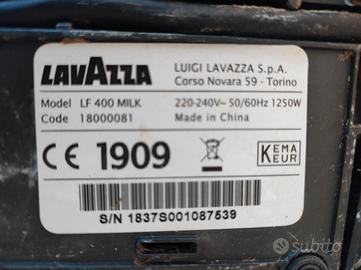 LAVAZZA
LUIGI LAVAZZA S.p.A.
Corso Novara 59 - Torino
Model LF 400 MILK
220-240V~ 50/60Hz 1250W
Code 18000081
Made in China
CE 1909
KEMA
KEUR
S/N 1837S001087539
subito